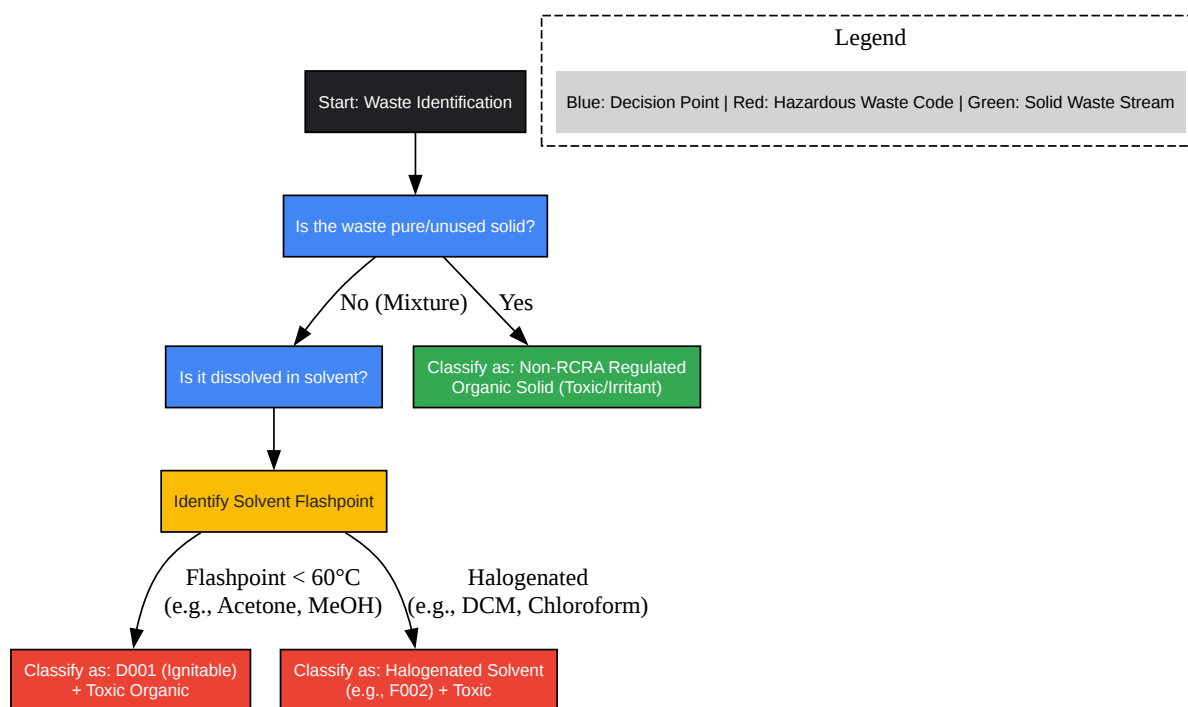 Legend
Blue: Decision Point | Red: Hazardous Waste Code | Green: Solid Waste Stream
Start: Waste Identification
Is the waste pure/unused solid?
No (Mixture)
Yes
Is it dissolved in solvent?
Classify as: Non-RCRA Regulated
Organic Solid (Toxic/Irritant)
Identify Solvent Flashpoint
Flashpoint < 60°C
(e.g., Acetone, MeOH)
Halogenated
(e.g., DCM, Chloroform)
Classify as: D001 (Ignitable)
+ Toxic Organic
Classify as: Halogenated Solvent
(e.g., F002) + Toxic